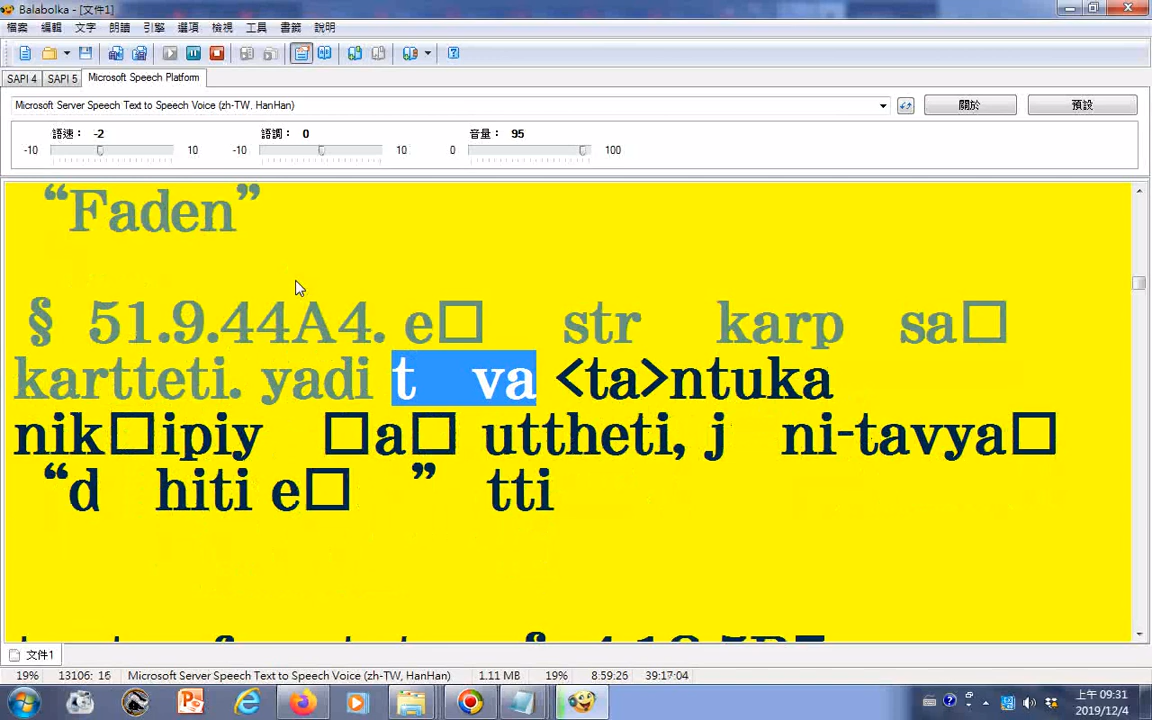 Balabolka - [文件1]
檔案 編輯 文字 朗讀 引擎 選項 檢視 工具 書籤 說明
SAPI 4 SAPI 5 Microsoft Speech Platform
Microsoft Server Speech Text to Speech Voice (zh-TW, HanHan) 關於 預設
語速： -2 語調： 0 音量： 95
-10 10 -10 10 0 100
“Faden”
§ 51.9.44A4. e□ str karp sa□
kartteti. yadi t va <ta>ntuka
nik□ipiy □a□ uttheti, j ni-tavya□
“d hiti e□ ” tti
文件1
19% 13106: 16 Microsoft Server Speech Text to Speech Voice (zh-TW, HanHan) 1.11 MB 19% 8:59:26 39:17:04
上午 09:31
2019/12/4